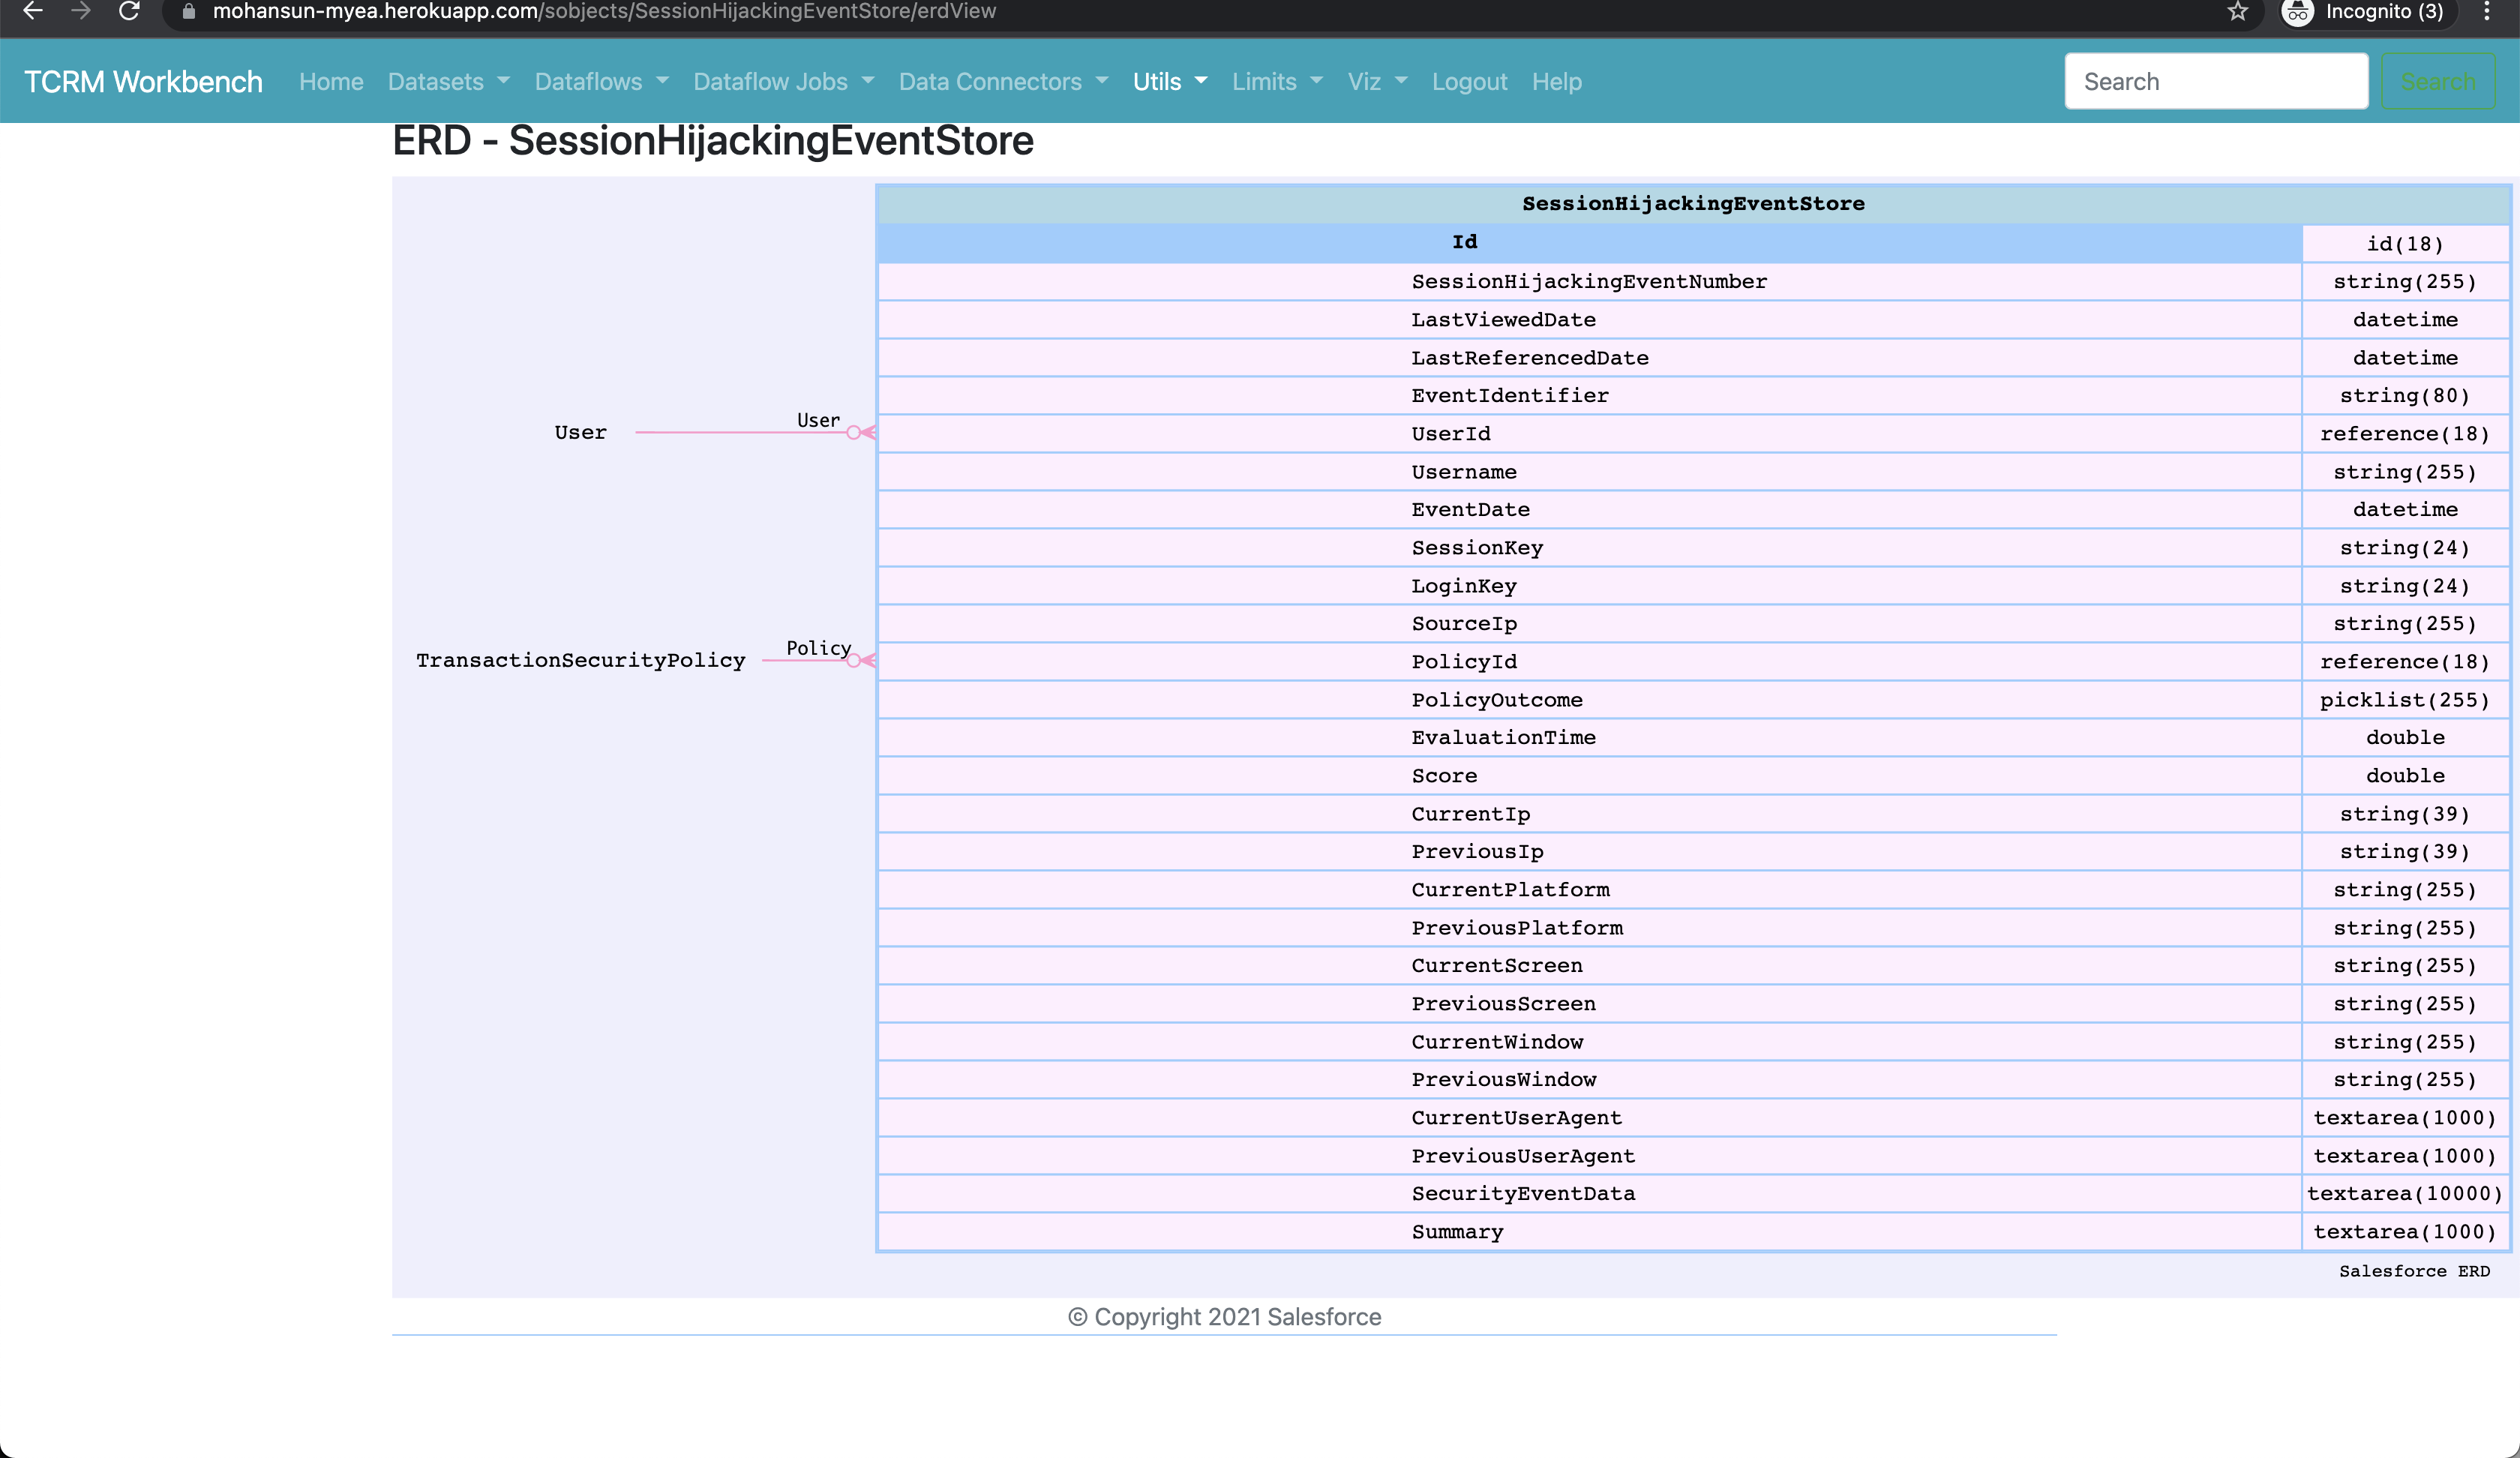 mohansun-myea.herokuapp.com/sobjects/SessionHijackingEventStore/erdView Incognito (3)
TCRM Workbench Home Datasets Dataflows Dataflow Jobs Data Connectors Utils Limits Viz Logout Help Search Search
ERD - SessionHijackingEventStore
SessionHijackingEventStore
Id id(18)
SessionHijackingEventNumber string(255)
LastViewedDate datetime
LastReferencedDate datetime
EventIdentifier string(80)
User User UserId reference(18)
Username string(255)
EventDate datetime
SessionKey string(24)
LoginKey string(24)
SourceIp string(255)
TransactionSecurityPolicy Policy PolicyId reference(18)
PolicyOutcome picklist(255)
EvaluationTime double
Score double
CurrentIp string(39)
PreviousIp string(39)
CurrentPlatform string(255)
PreviousPlatform string(255)
CurrentScreen string(255)
PreviousScreen string(255)
CurrentWindow string(255)
PreviousWindow string(255)
CurrentUserAgent textarea(1000)
PreviousUserAgent textarea(1000)
SecurityEventData textarea(10000)
Summary textarea(1000)
Salesforce ERD
© Copyright 2021 Salesforce